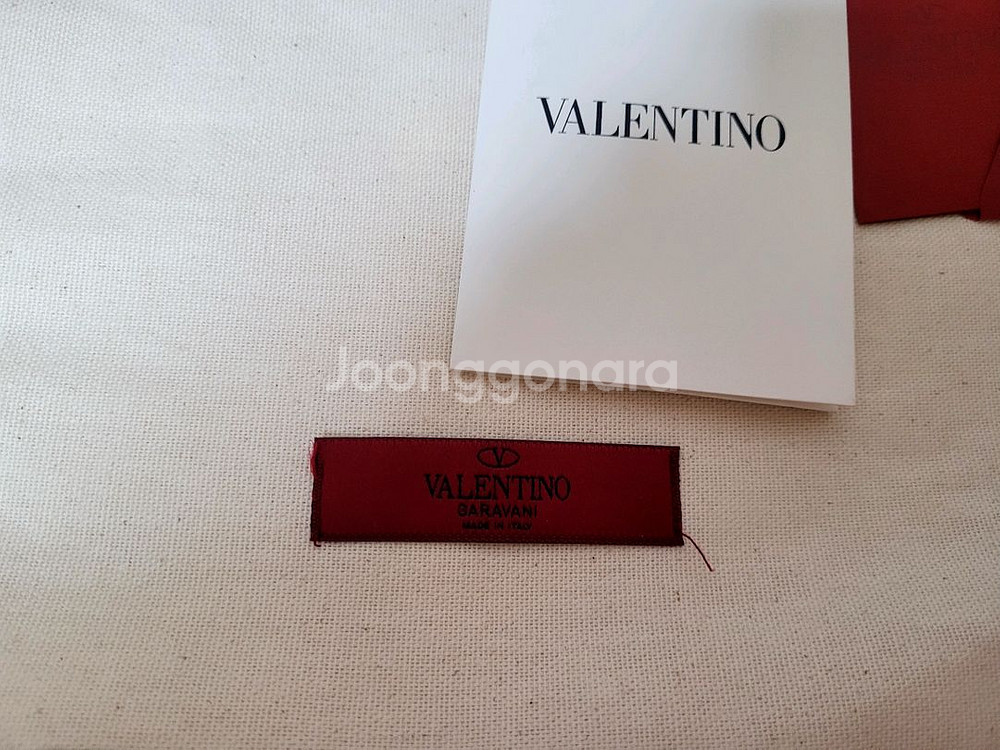 VALENTINO
Joonggonara
V
VALENTINO
GARAVANI
MADE IN ITALY